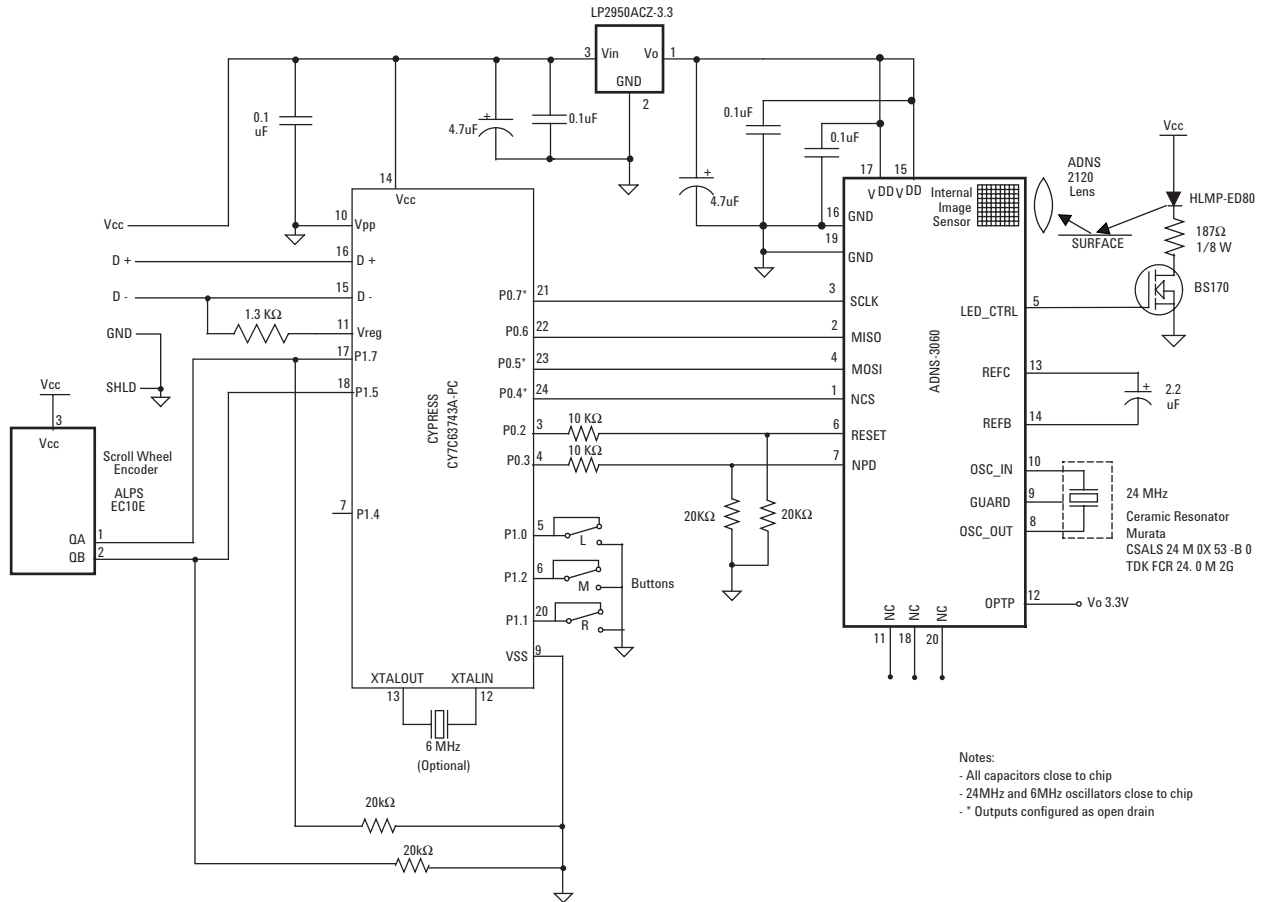 LP2950ACZ-3.3
3 Vin Vo 1
GND
2
0.1
uF
4.7uF
+
0.1uF
0.1uF
0.1uF
+
4.7uF
14
Vcc
Vcc
10 Vpp
D +
16 D +
D -
15 D -
1.3 KΩ
11 Vreg
GND
17 P1.7
SHLD
18 P1.5
Vcc
3
Vcc
Scroll Wheel
Encoder
ALPS
EC10E
QA 1
QB 2
7 P1.4
CYPRESS
CY7C63743A-PC
P0.7* 21
P0.6 22
P0.5* 23
P0.4* 24
P0.2 3
10 KΩ
P0.3 4
10 KΩ
20KΩ
20KΩ
P1.0 5
L
P1.2 6
M
Buttons
P1.1 20
R
VSS 9
XTALOUT XTALIN
13 12
6 MHz
(Optional)
20kΩ
20kΩ
17 15
VDD VDD
16 GND
19
GND
Internal
Image
Sensor
ADNS
2120
Lens
SURFACE
Vcc
HLMP-ED80
187Ω
1/8 W
BS170
3 SCLK
2 MISO
4 MOSI
1 NCS
6 RESET
7 NPD
ADNS-3060
LED_CTRL 5
REFC 13
+
2.2
uF
REFB 14
OSC_IN 10
GUARD 9
OSC_OUT 8
24 MHz
Ceramic Resonator
Murata
CSALS 24 M 0X 53 -B 0
TDK FCR 24. 0 M 2G
OPTP 12
Vo 3.3V
NC NC NC
11 18 20
Notes:
- All capacitors close to chip
- 24MHz and 6MHz oscillators close to chip
- * Outputs configured as open drain